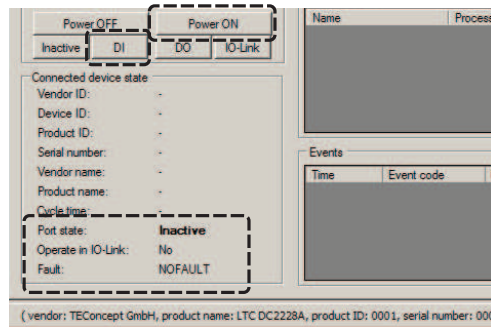 Power OFF
Power ON
Inactive
DI
DO
IO-Link
Connected device state
Vendor ID: -
Device ID: -
Product ID: -
Serial number: -
Vendor name: -
Product name: -
Cycle time: -
Port state: Inactive
Operate in IO-Link: No
Fault: NOFAULT
Name
Process
Events
Time
Event code
( vendor: TEConcept GmbH, product name: LTC DC2228A, product ID: 0001, serial number: 000